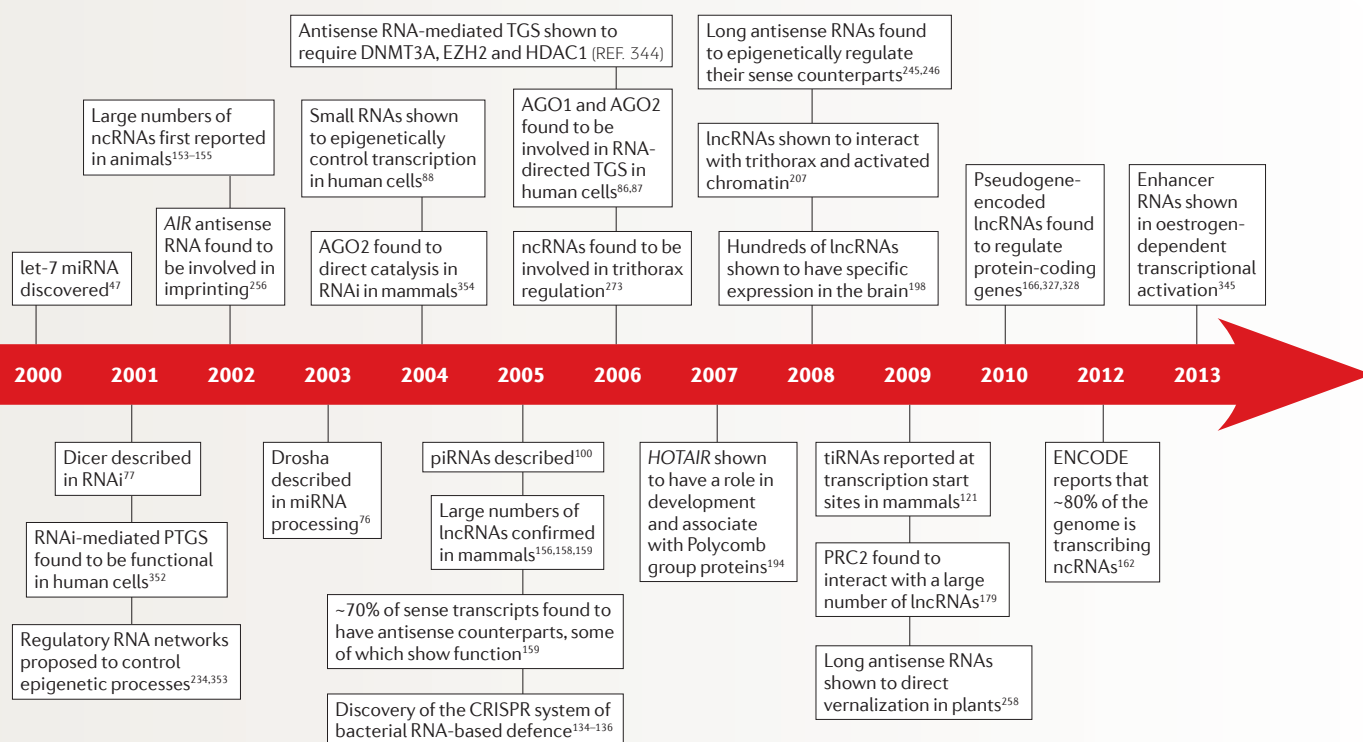 Antisense RNA-mediated TGS shown to
require DNMT3A, EZH2 and HDAC1 (REF. 344)
Long antisense RNAs found
to epigenetically regulate
their sense counterparts245,246
Large numbers of
ncRNAs first reported
in animals153–155
Small RNAs shown
to epigenetically
control transcription
in human cells88
AGO1 and AGO2
found to be
involved in RNA-
directed TGS in
human cells86,87
lncRNAs shown to interact
with trithorax and activated
chromatin207
Pseudogene-
encoded
lncRNAs found
to regulate
protein-coding
genes166,327,328
Enhancer
RNAs shown
in oestrogen-
dependent
transcriptional
activation345
let-7 miRNA
discovered47
AIR antisense
RNA found to
be involved in
imprinting256
AGO2 found to
direct catalysis in
RNAi in mammals354
ncRNAs found to be
involved in trithorax
regulation273
Hundreds of lncRNAs
shown to have specific
expression in the brain198
2000 2001 2002 2003 2004 2005 2006 2007 2008 2009 2010 2012 2013
Dicer described
in RNAi77
RNAi-mediated PTGS
found to be functional
in human cells352
Regulatory RNA networks
proposed to control
epigenetic processes234,353
Drosha
described
in miRNA
processing76
piRNAs described100
Large numbers of
lncRNAs confirmed
in mammals156,158,159
~70% of sense transcripts found to
have antisense counterparts, some
of which show function159
Discovery of the CRISPR system of
bacterial RNA-based defence134–136
HOTAIR shown
to have a role in
development
and associate
with Polycomb
group proteins194
tiRNAs reported at
transcription start
sites in mammals121
PRC2 found to
interact with a large
number of lncRNAs179
Long antisense RNAs
shown to direct
vernalization in plants258
ENCODE
reports that
~80% of the
genome is
transcribing
ncRNAs162